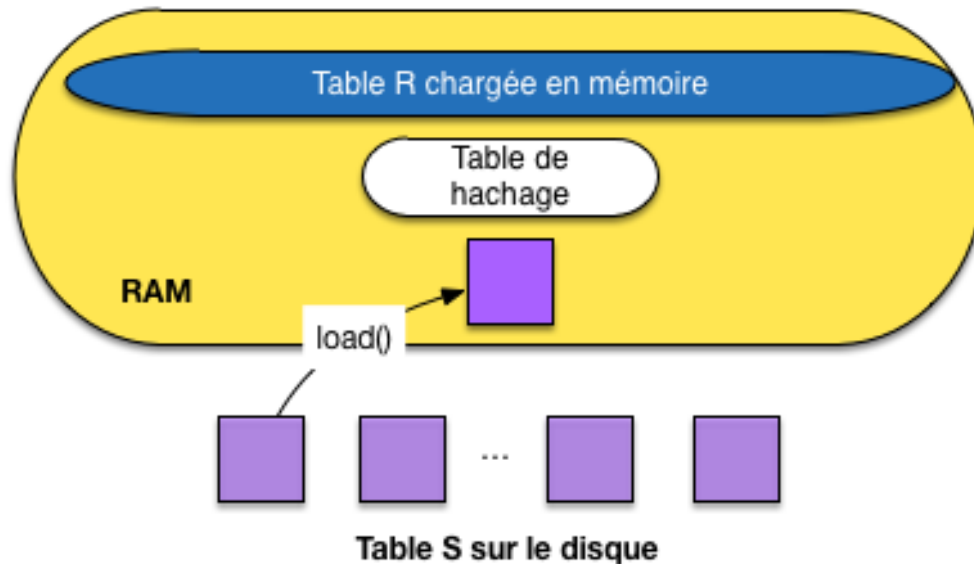 Table R chargée en mémoire
Table de
hachage
RAM
load()
...
Table S sur le disque